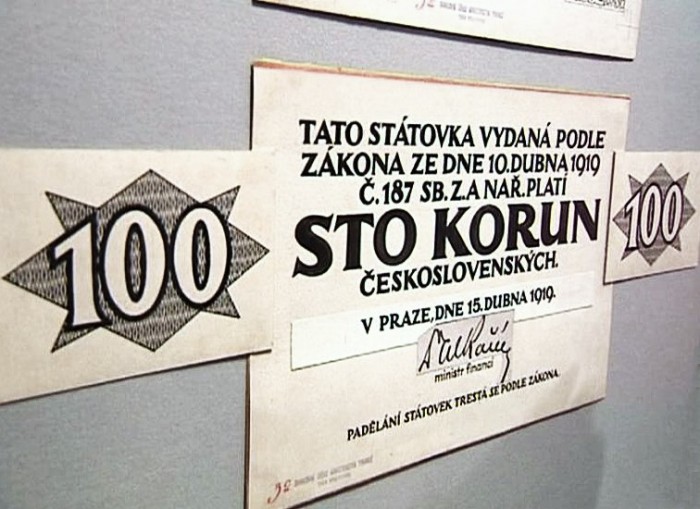 TATO STÁTOVKA VYDANÁ PODLE
ZÁKONA ZE DNE 10.DUBNA 1919
Č.187 SB.Z.A NAŘ.PLATÍ
STO KORUN
ČESKOSLOVENSKÝCH.
V PRAZE,DNE 15.DUBNA 1919.
ministr financí
PADĚLÁNÍ STÁTOVEK TRESTÁ SE PODLE ZÁKONA.
32
100
100